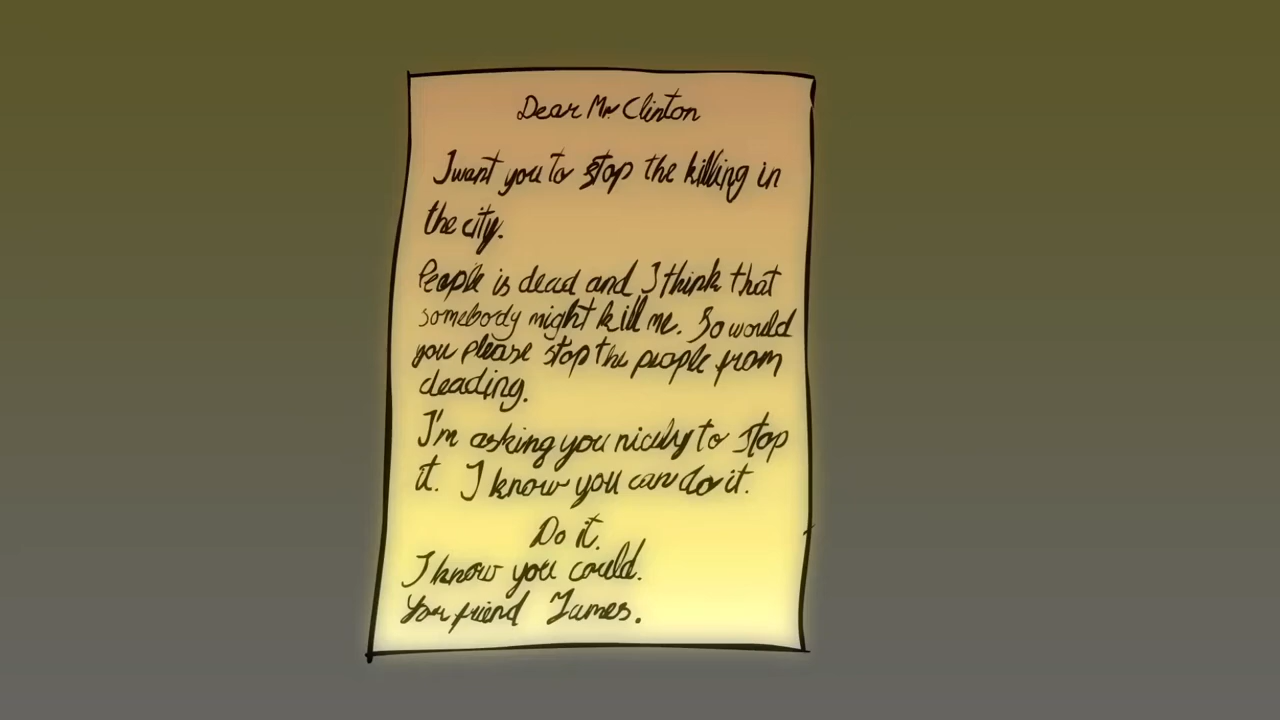 Dear Mr Clinton
I want you to stop the killing in
the city.
People is dead and I think that
somebody might kill me. So would
you please stop the people from
deading.
I'm asking you nicely to stop
it. I know you can do it.
Do it.
I know you could.
Your friend James.